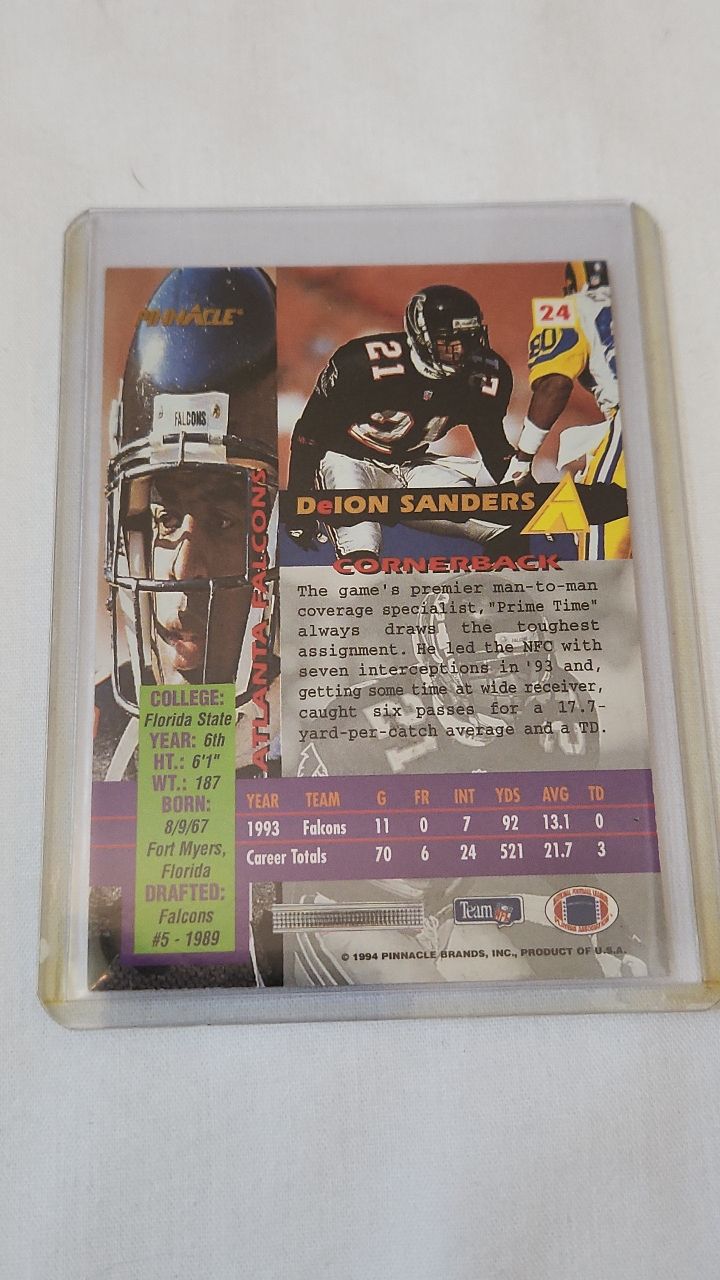 PINNACLE
24
21
21
80
FALCONS
DeION SANDERS
ATLANTA FALCONS
CORNERBACK
The game's premier man-to-man
coverage specialist, "Prime Time"
always draws the toughest
assignment. He led the NFC with
seven interceptions in '93 and,
getting some time at wide receiver,
caught six passes for a 17.7-
yard-per-catch average and a TD.
COLLEGE:
Florida State
YEAR: 6th
HT.: 6'1"
WT.: 187
BORN:
8/9/67
Fort Myers,
Florida
DRAFTED:
Falcons
#5 - 1989
YEAR TEAM G FR INT YDS AVG TD
1993 Falcons 11 0 7 92 13.1 0
Career Totals 70 6 24 521 21.7 3
Team NFL
© 1994 PINNACLE BRANDS, INC., PRODUCT OF U.S.A.